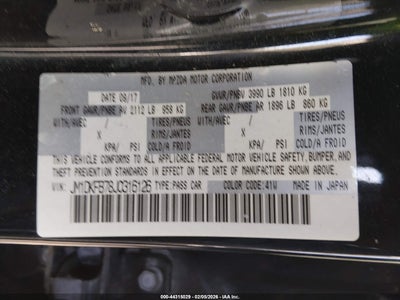 MFD. BY MAZDA MOTOR CORPORATION
DATE 09/17 GVWR/PNBV 3990 LB 1810 KG
FRONT GAWR/PNBE AV 2112 LB 958 KG REAR GAWR/PNBE AR 1896 LB 860 KG
WITH/AVEC / TIRES/PNEUS WITH/AVEC / TIRES/PNEUS
X RIMS/JANTES X RIMS/JANTES
/ KPA/ PSI COLD/A FROID / KPA/ PSI COLD/A FROID
THIS VEHICLE CONFORMS TO ALL APPLICABLE FEDERAL MOTOR VEHICLE SAFETY, BUMPER, AND
THEFT PREVENTION STANDARDS IN EFFECT ON THE DATE OF MANUFACTURE SHOWN ABOVE.
JM1DKFB76J0316126 TYPE:PASS CAR COLOR CODE:41W MADE IN JAPAN
000-44315029 - 02/05/2026 - IAA Inc.